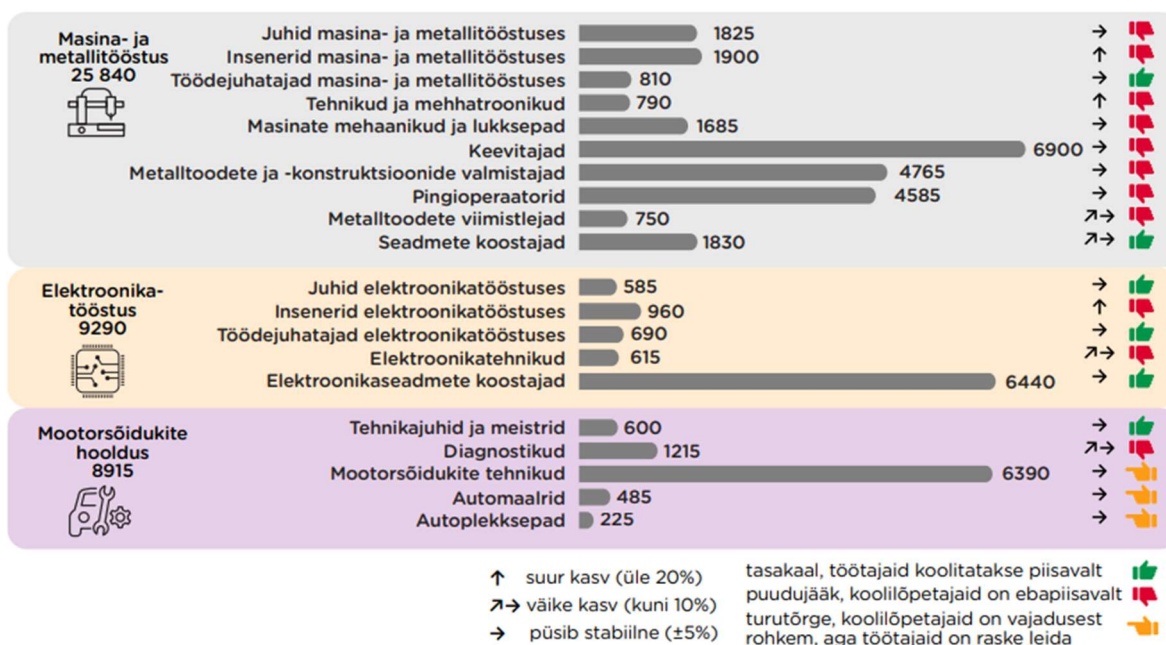 Masina- ja
metallitööstus
25 840
Juhid masina- ja metallitööstuses 1825 →
Insenerid masina- ja metallitööstuses 1900 ↑
Töödejuhatajad masina- ja metallitööstuses 810 →
Tehnikud ja mehhatroonikud 790 ↑
Masinate mehaanikud ja lukksepad 1685 →
Keevitajad 6900 →
Metalltoodete ja -konstruktsioonide valmistajad 4765 →
Pingioperaatorid 4585 →
Metalltoodete viimistlejad 750 ↗→
Seadmete koostajad 1830 ↗→
Elektroonika-
tööstus
9290
Juhid elektroonikatööstuses 585 →
Insenerid elektroonikatööstuses 960 ↑
Töödejuhatajad elektroonikatööstuses 690 →
Elektroonikatehnikud 615 ↗→
Elektroonikaseadmete koostajad 6440 →
Mootorsõidukite
hooldus
8915
Tehnikajuhid ja meistrid 600 →
Diagnostikud 1215 ↗→
Mootorsõidukite tehnikud 6390 →
Automaalrid 485 →
Autoplekksepad 225 →
↑ suur kasv (üle 20%)
↗→ väike kasv (kuni 10%)
→ püsib stabiilne (±5%)
tasakaal, töötajaid koolitatakse piisavalt
puudujääk, koolilõpetajaid on ebapiisavalt
turutõrge, koolilõpetajaid on vajadusest
rohkem, aga töötajaid on raske leida